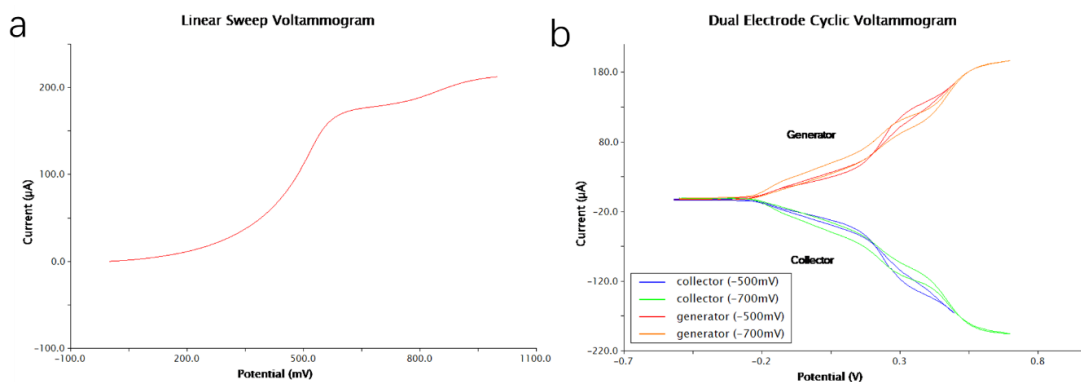 a
Linear Sweep Voltammogram
Current (µA)
200.0
100.0
0.0
-100.0
-100.0 200.0 500.0 800.0 1100.0
Potential (mV)
b
Dual Electrode Cyclic Voltammogram
Current (µA)
180.0
80.0
-20.0
-120.0
-220.0
Generator
Collector
collector (-500mV)
collector (-700mV)
generator (-500mV)
generator (-700mV)
-0.7 -0.2 0.3 0.8
Potential (V)